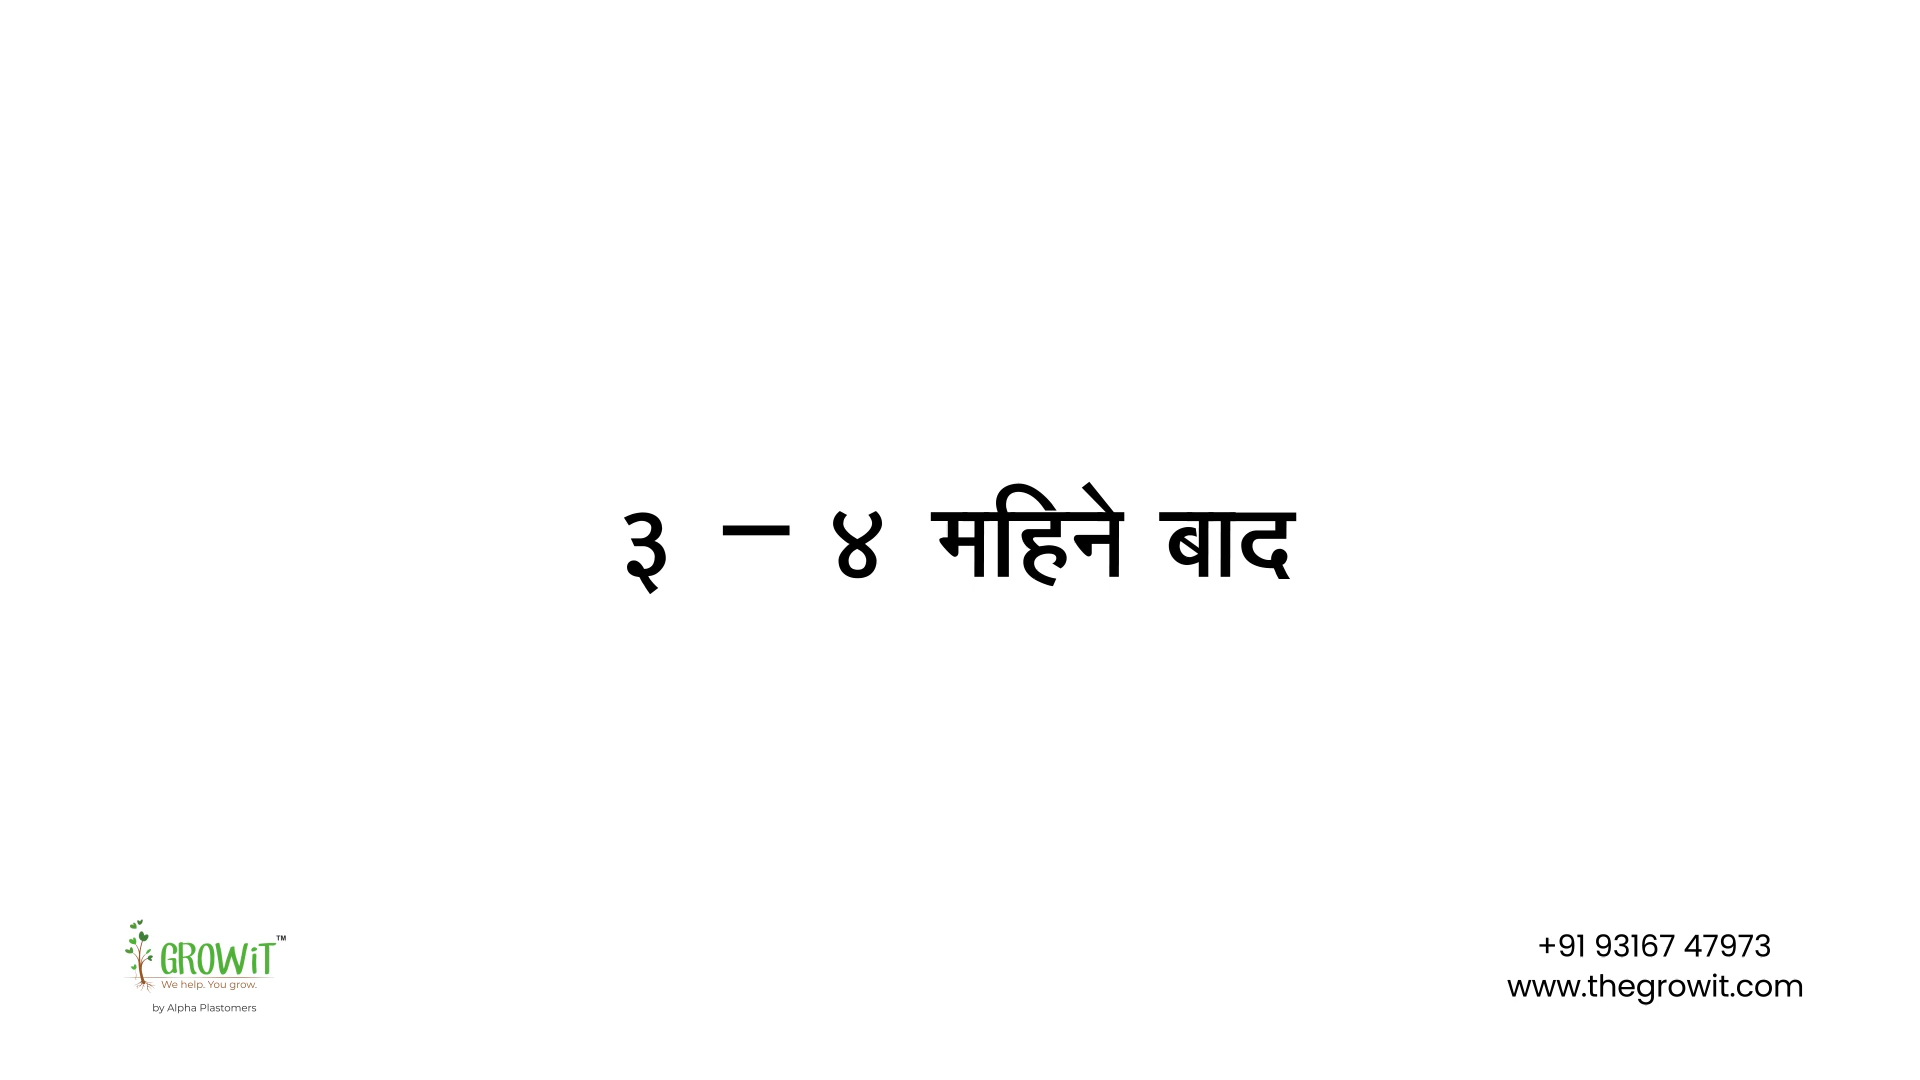 ३ – ४ महिने बाद
GROWiT™
We help. You grow.
by Alpha Plastomers
+91 93167 47973
www.thegrowit.com